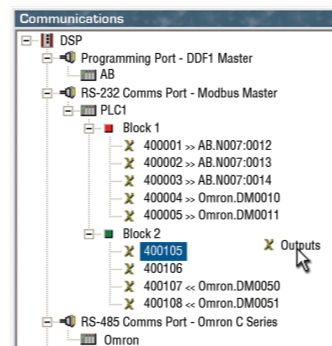 Communications
DSP
Programming Port - DDF1 Master
AB
RS-232 Comms Port - Modbus Master
PLC1
Block 1
400001 >> AB.N007:0012
400002 >> AB.N007:0013
400003 >> AB.N007:0014
400004 >> Omron.DM0010
400005 >> Omron.DM0011
Block 2
400105
Outputs
400106
400107 << Omron.DM0050
400108 << Omron.DM0051
RS-485 Comms Port - Omron C Series
Omron